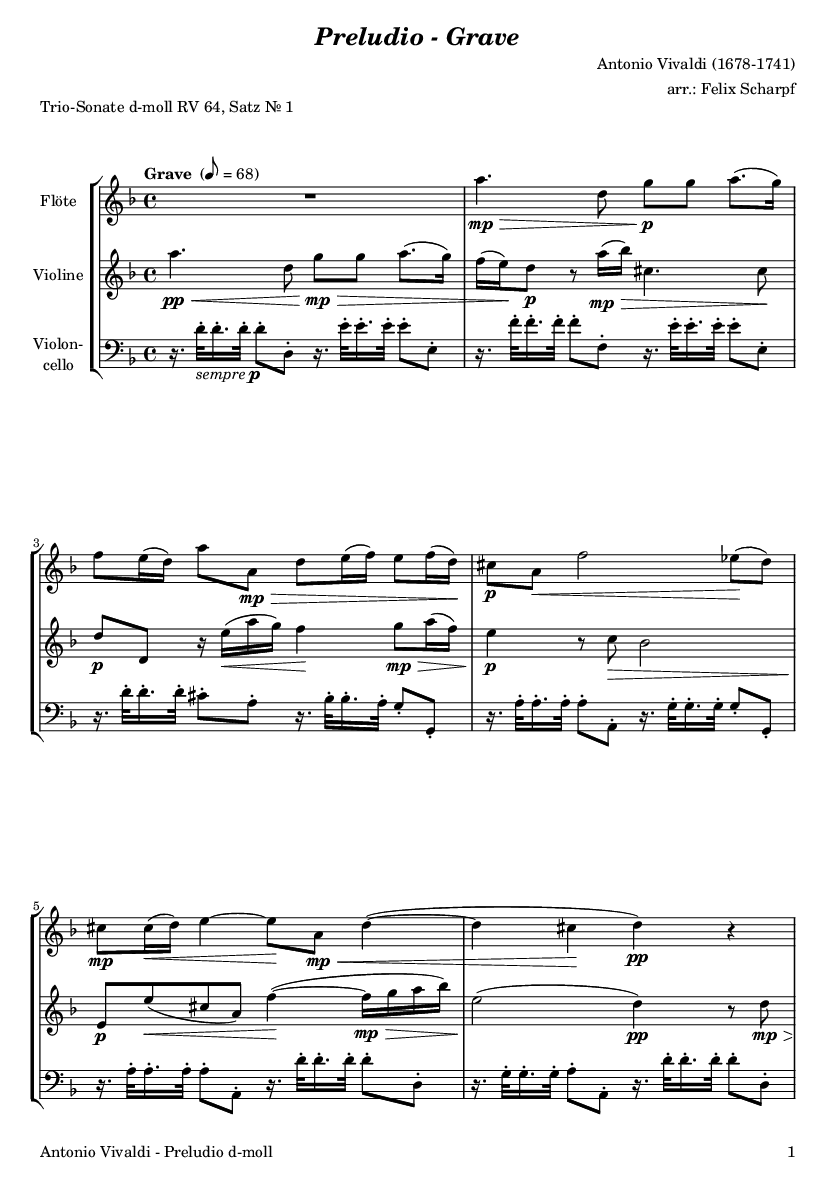 Preludio - Grave
Antonio Vivaldi (1678-1741)
arr.: Felix Scharpf
Trio-Sonate d-moll RV 64, Satz № 1
Grave (♪ = 68)
Flöte
mp p
Violine
pp mp p mp
Violon-
cello
sempre p
3
mp p
p mp p
5
mp mp pp
p mp pp mp
Antonio Vivaldi - Preludio d-moll 1